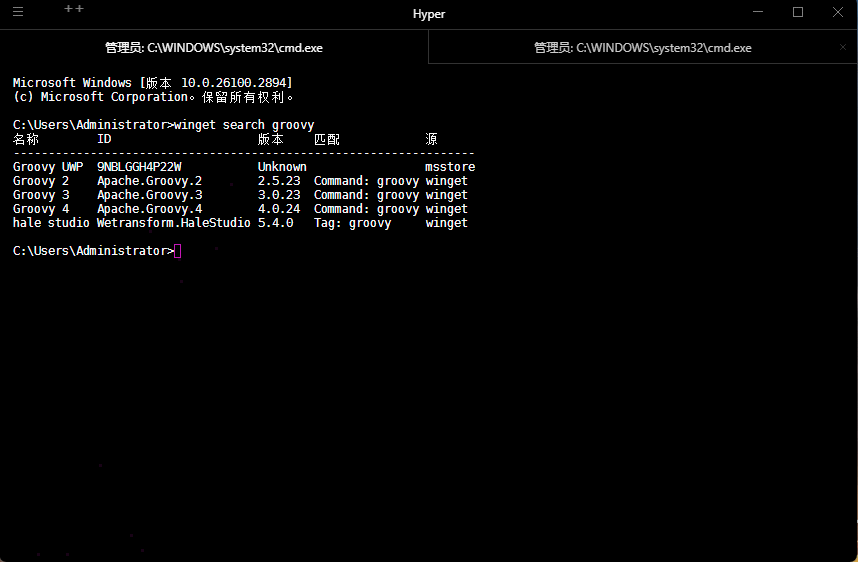 Hyper
管理员: C:\WINDOWS\system32\cmd.exe
管理员: C:\WINDOWS\system32\cmd.exe
Microsoft Windows [版本 10.0.26100.2894]
(c) Microsoft Corporation。保留所有权利。
C:\Users\Administrator>winget search groovy
名称 ID 版本 匹配 源
-----------------------------------------------------------------
Groovy UWP 9NBLGGH4P22W Unknown msstore
Groovy 2 Apache.Groovy.2 2.5.23 Command: groovy winget
Groovy 3 Apache.Groovy.3 3.0.23 Command: groovy winget
Groovy 4 Apache.Groovy.4 4.0.24 Command: groovy winget
hale studio Wetransform.HaleStudio 5.4.0 Tag: groovy winget
C:\Users\Administrator>